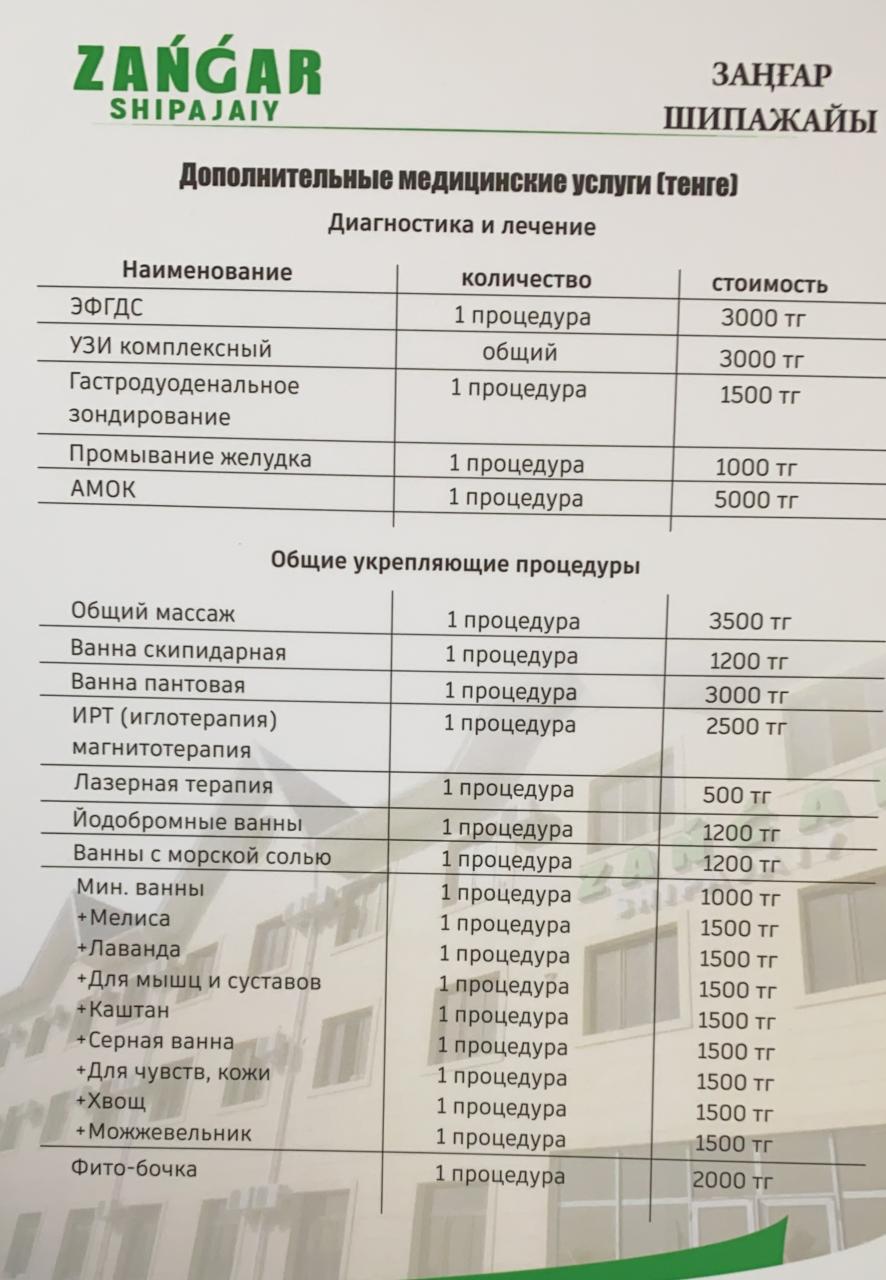 ZAŃǴAR
SHIPAJAIY
ЗАҢҒАР
ШИПАЖАЙЫ
Дополнительные медицинские услуги (тенге)
Диагностика и лечение
Наименование количество стоимость
ЭФГДС 1 процедура 3000 тг
УЗИ комплексный общий 3000 тг
Гастродуоденальное 1 процедура 1500 тг
зондирование
Промывание желудка 1 процедура 1000 тг
АМОК 1 процедура 5000 тг
Общие укрепляющие процедуры
Общий массаж 1 процедура 3500 тг
Ванна скипидарная 1 процедура 1200 тг
Ванна пантовая 1 процедура 3000 тг
ИРТ (иглотерапия) 1 процедура 2500 тг
магнитотерапия
Лазерная терапия 1 процедура 500 тг
Йодобромные ванны 1 процедура 1200 тг
Ванны с морской солью 1 процедура 1200 тг
Мин. ванны 1 процедура 1000 тг
+Мелиса 1 процедура 1500 тг
+Лаванда 1 процедура 1500 тг
+Для мышц и суставов 1 процедура 1500 тг
+Каштан 1 процедура 1500 тг
+Серная ванна 1 процедура 1500 тг
+Для чувств, кожи 1 процедура 1500 тг
+Хвощ 1 процедура 1500 тг
+Можжевельник 1 процедура 1500 тг
Фито-бочка 1 процедура 2000 тг
ZAŃǴA